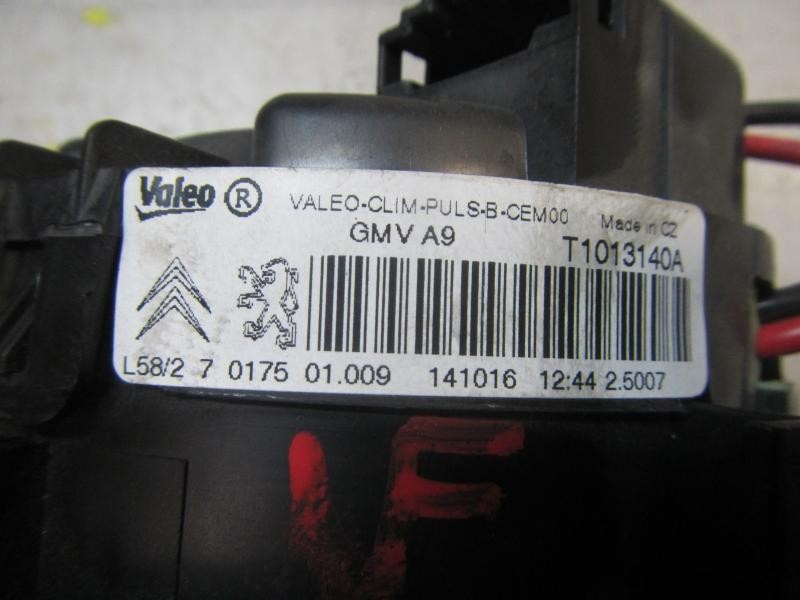 Valeo ® VALEO-CLIM-PULS-B-CEM00 Made in CZ
GMV A9 T1013140A
L58/2 7 0175 01.009 141016 12:44 2.5007
VF